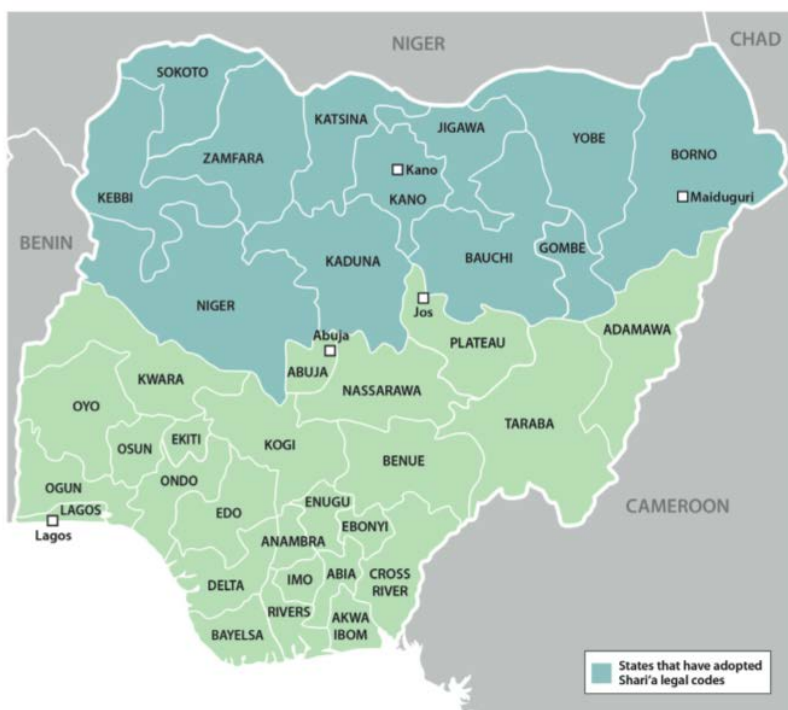 NIGER
CHAD
SOKOTO
KATSINA
JIGAWA
YOBE
BORNO
ZAMFARA
Kano
KEBBI
KANO
Maiduguri
BENIN
GOMBE
KADUNA
BAUCHI
NIGER
Jos
ADAMAWA
Abuja
PLATEAU
ABUJA
KWARA
NASSARAWA
OYO
TARABA
EKITI
OSUN
KOGI
BENUE
ONDO
OGUN
ENUGU
CAMEROON
LAGOS
EDO
EBONYI
Lagos
ANAMBRA
ABIA
CROSS
RIVER
IMO
DELTA
RIVERS
AKWA
IBOM
BAYELSA
States that have adopted
Shari'a legal codes